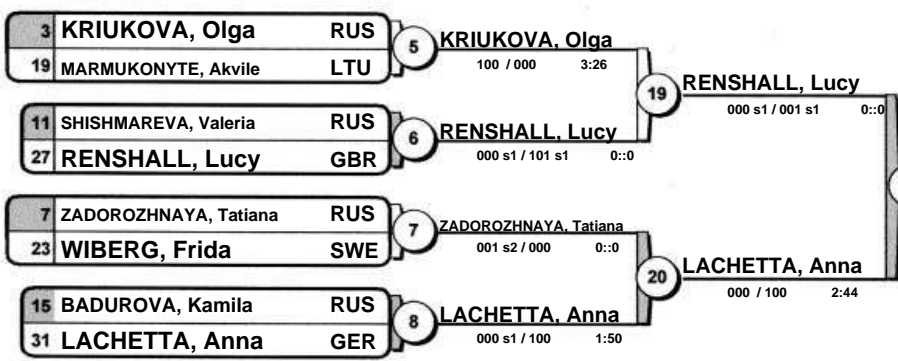 3 KRIUKOVA, Olga RUS
19 MARMUKONYTE, Akvile LTU
5
KRIUKOVA, Olga
100 / 000 3:26
11 SHISHMAREVA, Valeria RUS
27 RENSHALL, Lucy GBR
6
RENSHALL, Lucy
000 s1 / 101 s1 0::0
19
RENSHALL, Lucy
000 s1 / 001 s1 0::0
7 ZADOROZHNAYA, Tatiana RUS
23 WIBERG, Frida SWE
7
ZADOROZHNAYA, Tatiana
001 s2 / 000 0::0
15 BADUROVA, Kamila RUS
31 LACHETTA, Anna GER
8
LACHETTA, Anna
000 s1 / 100 1:50
20
LACHETTA, Anna
000 / 100 2:44